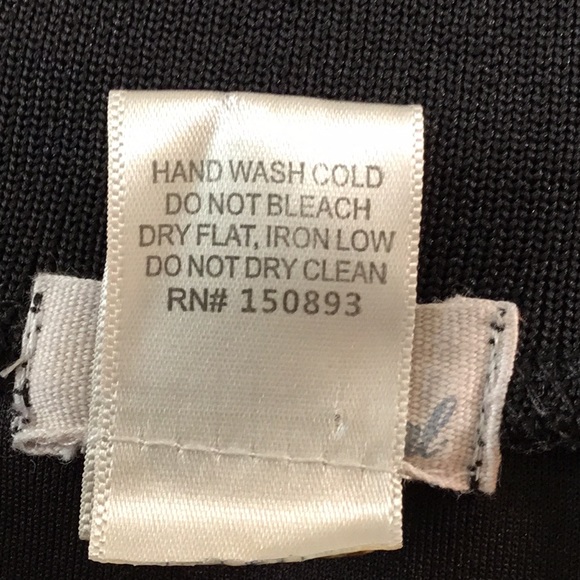 HAND WASH COLD
DO NOT BLEACH
DRY FLAT, IRON LOW
DO NOT DRY CLEAN
RN# 150893